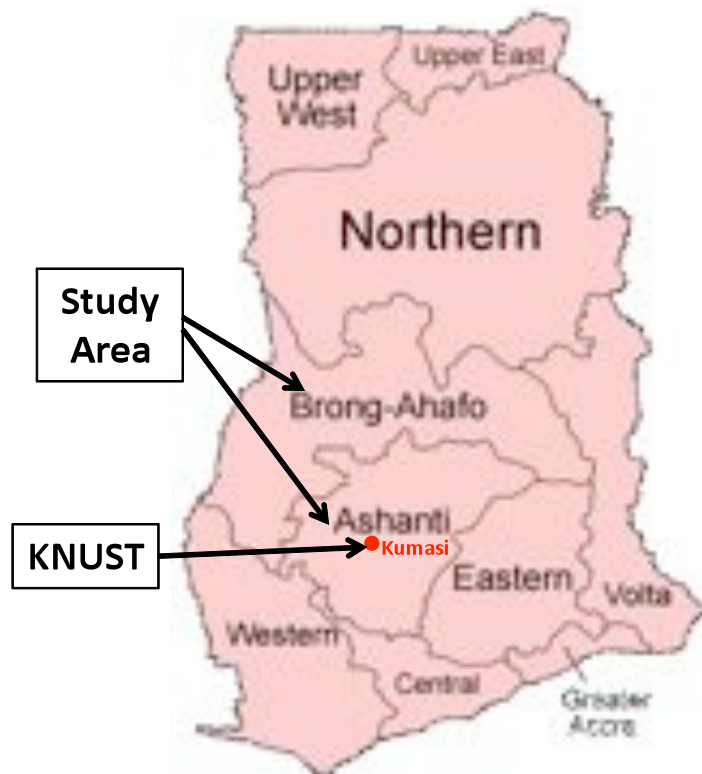 Upper East
Upper
West
Northern
Study
Area
Brong-Ahafo
Ashanti
KNUST
Kumasi
Eastern
Volta
Western
Central
Greater
Accra